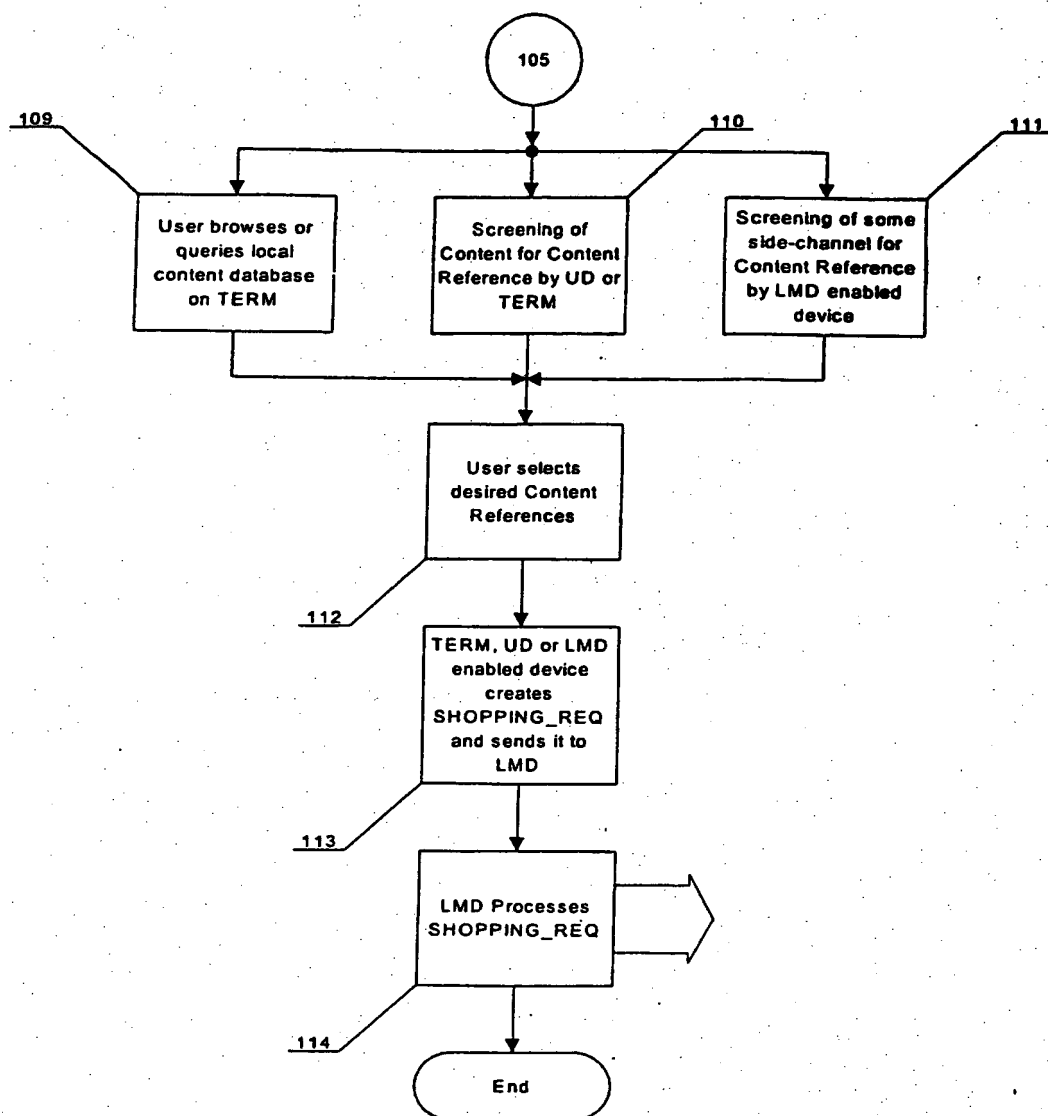 105
109
110
111
User browses or
queries local
content database
on TERM
Screening of
Content for Content
Reference by UD or
TERM
Screening of some
side-channel for
Content Reference
by LMD enabled
device
User selects
desired Content
References
112
TERM, UD or LMD
enabled device
creates
SHOPPING_REQ
and sends it to
LMD
113
LMD Processes
SHOPPING_REQ
114
End